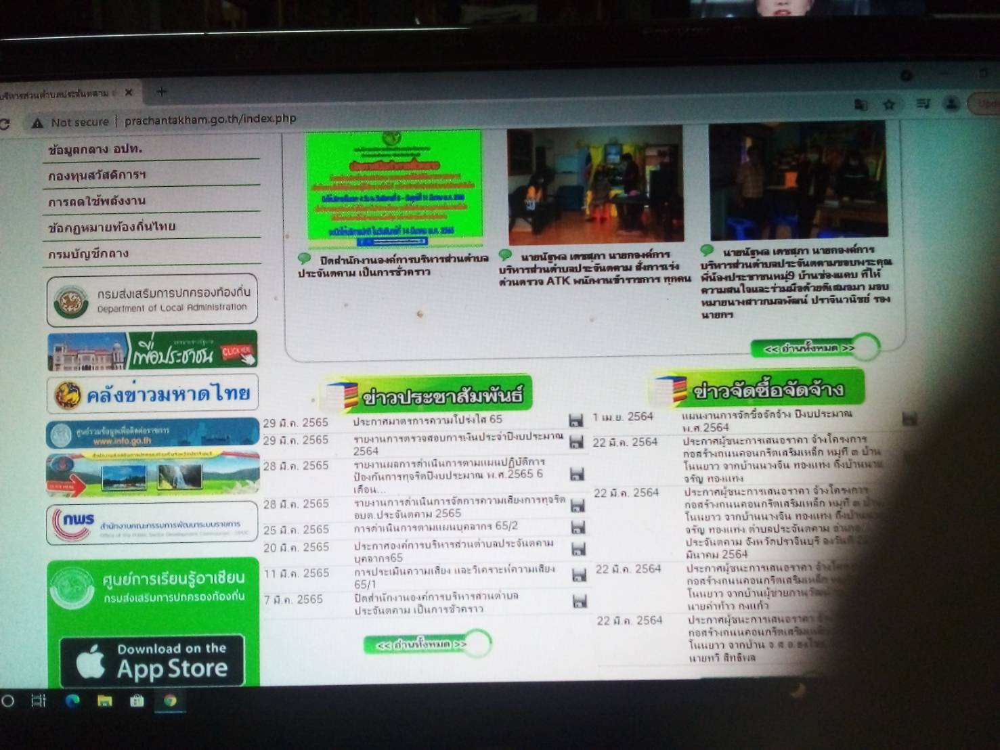 Not secure | prachantakham.go.th/index.php
ข้อมูลกลาง อปท.
กองทุนสวัสดิการฯ
การลดใช้พลังงาน
ข้อกฎหมายท้องถิ่นไทย
กรมบัญชีกลาง
กรมส่งเสริมการปกครองท้องถิ่น
Department of Local Administration
เพื่อประชาชน
CLICK HERE
คลังข่าวมหาดไทย
ศูนย์รวมข้อมูลเพื่อติดต่อราชการ
www.info.go.th
CLICK HERE
กพร
สำนักงานคณะกรรมการพัฒนาระบบราชการ
ศูนย์การเรียนรู้อาเซียน
กรมส่งเสริมการปกครองท้องถิ่น
Download on the
App Store
ปิดสำนักงานองค์การบริหารส่วนตำบล
ประจันตคาม เป็นการชั่วคราว
นายนัฐพล เดชสุภา นายกองค์การ
บริหารส่วนตำบลประจันตคาม สั่งการเร่ง
ด่วนตรวจ ATK พนักงานข้าราชการ ทุกคน
นายนัฐพล เดชสุภา นายกองค์การ
บริหารส่วนตำบลประจันตคามขอบพระคุณ
พี่น้องประชาชนหมู่9 บ้านช่องแคบ ที่ให้
ความสนใจและร่วมมือด้วยดีเสมอมา มอบ
หมายนางสาวกมลพัฒน์ ปราจีนวนิชย์ รอง
นายกฯ
<< อ่านทั้งหมด >>
ข่าวประชาสัมพันธ์
29 มี.ค. 2565 ประกาศมาตรการความโปร่งใส 65
29 มี.ค. 2565 รายงานการตรวจสอบการเงินประจำปีงบประมาณ
2564
28 มี.ค. 2565 รายงานผลการดำเนินการตามแผนปฏิบัติการ
ป้องกันการทุจริตปีงบประมาณ พ.ศ.2565 6
เดือน...
28 มี.ค. 2565 รายงานการดำเนินการจัดการความเสี่ยงการทุจริต
อบต.ประจันตคาม 2565
25 มี.ค. 2565 การดำเนินการตามแผนบุคลากร 65/2
20 มี.ค. 2565 ประกาศองค์การบริหารส่วนตำบลประจันตคาม
บุคลากร65
11 มี.ค. 2565 การประเมินความเสี่ยง และวิเคราะห์ความเสี่ยง
65/1
7 มี.ค. 2565 ปิดสำนักงานองค์การบริหารส่วนตำบล
ประจันตคาม เป็นการชั่วคราว
<< อ่านทั้งหมด >>
ข่าวจัดซื้อจัดจ้าง
1 เม.ย. 2564 แผนงานการจัดซื้อจัดจ้าง ปีงบประมาณ
พ.ศ.2564
22 มี.ค. 2564 ประกาศผู้ชนะการเสนอราคา จ้างโครงการ
ก่อสร้างถนนคอนกรีตเสริมเหล็ก หมู่ที่ ๓ บ้าน
โนนยาว จากบ้านนางจีน ทองแทง ถึงบ้านนาย
จรัญ ทองแทง
22 มี.ค. 2564 ประกาศผู้ชนะการเสนอราคา จ้างโครงการ
ก่อสร้างถนนคอนกรีตเสริมเหล็ก หมู่ที่ ๓ บ้าน
โนนยาว จากบ้านนางจีน ทองแทง ถึงบ้านนาย
จรัญ ทองแทง ตำบลประจันตคาม อำเภอ
ประจันตคาม จังหวัดปราจีนบุรี ลงวันที่
มีนาคม 2564
22 มี.ค. 2564 ประกาศผู้ชนะการเสนอราคา
ก่อสร้างถนนคอนกรีตเสริมเหล็ก
โนนยาว จากบ้านผู้ช่วยภานุวัฒน์
นายคำท้าว กงแก้ว
22 มี.ค. 2564 ประกาศผู้ชนะการเสนอราคา
ก่อสร้างถนนคอนกรีตเสริมเหล็ก
โนนยาว จากบ้าน จ.ส.อ.
นายทวี สิทธิพล